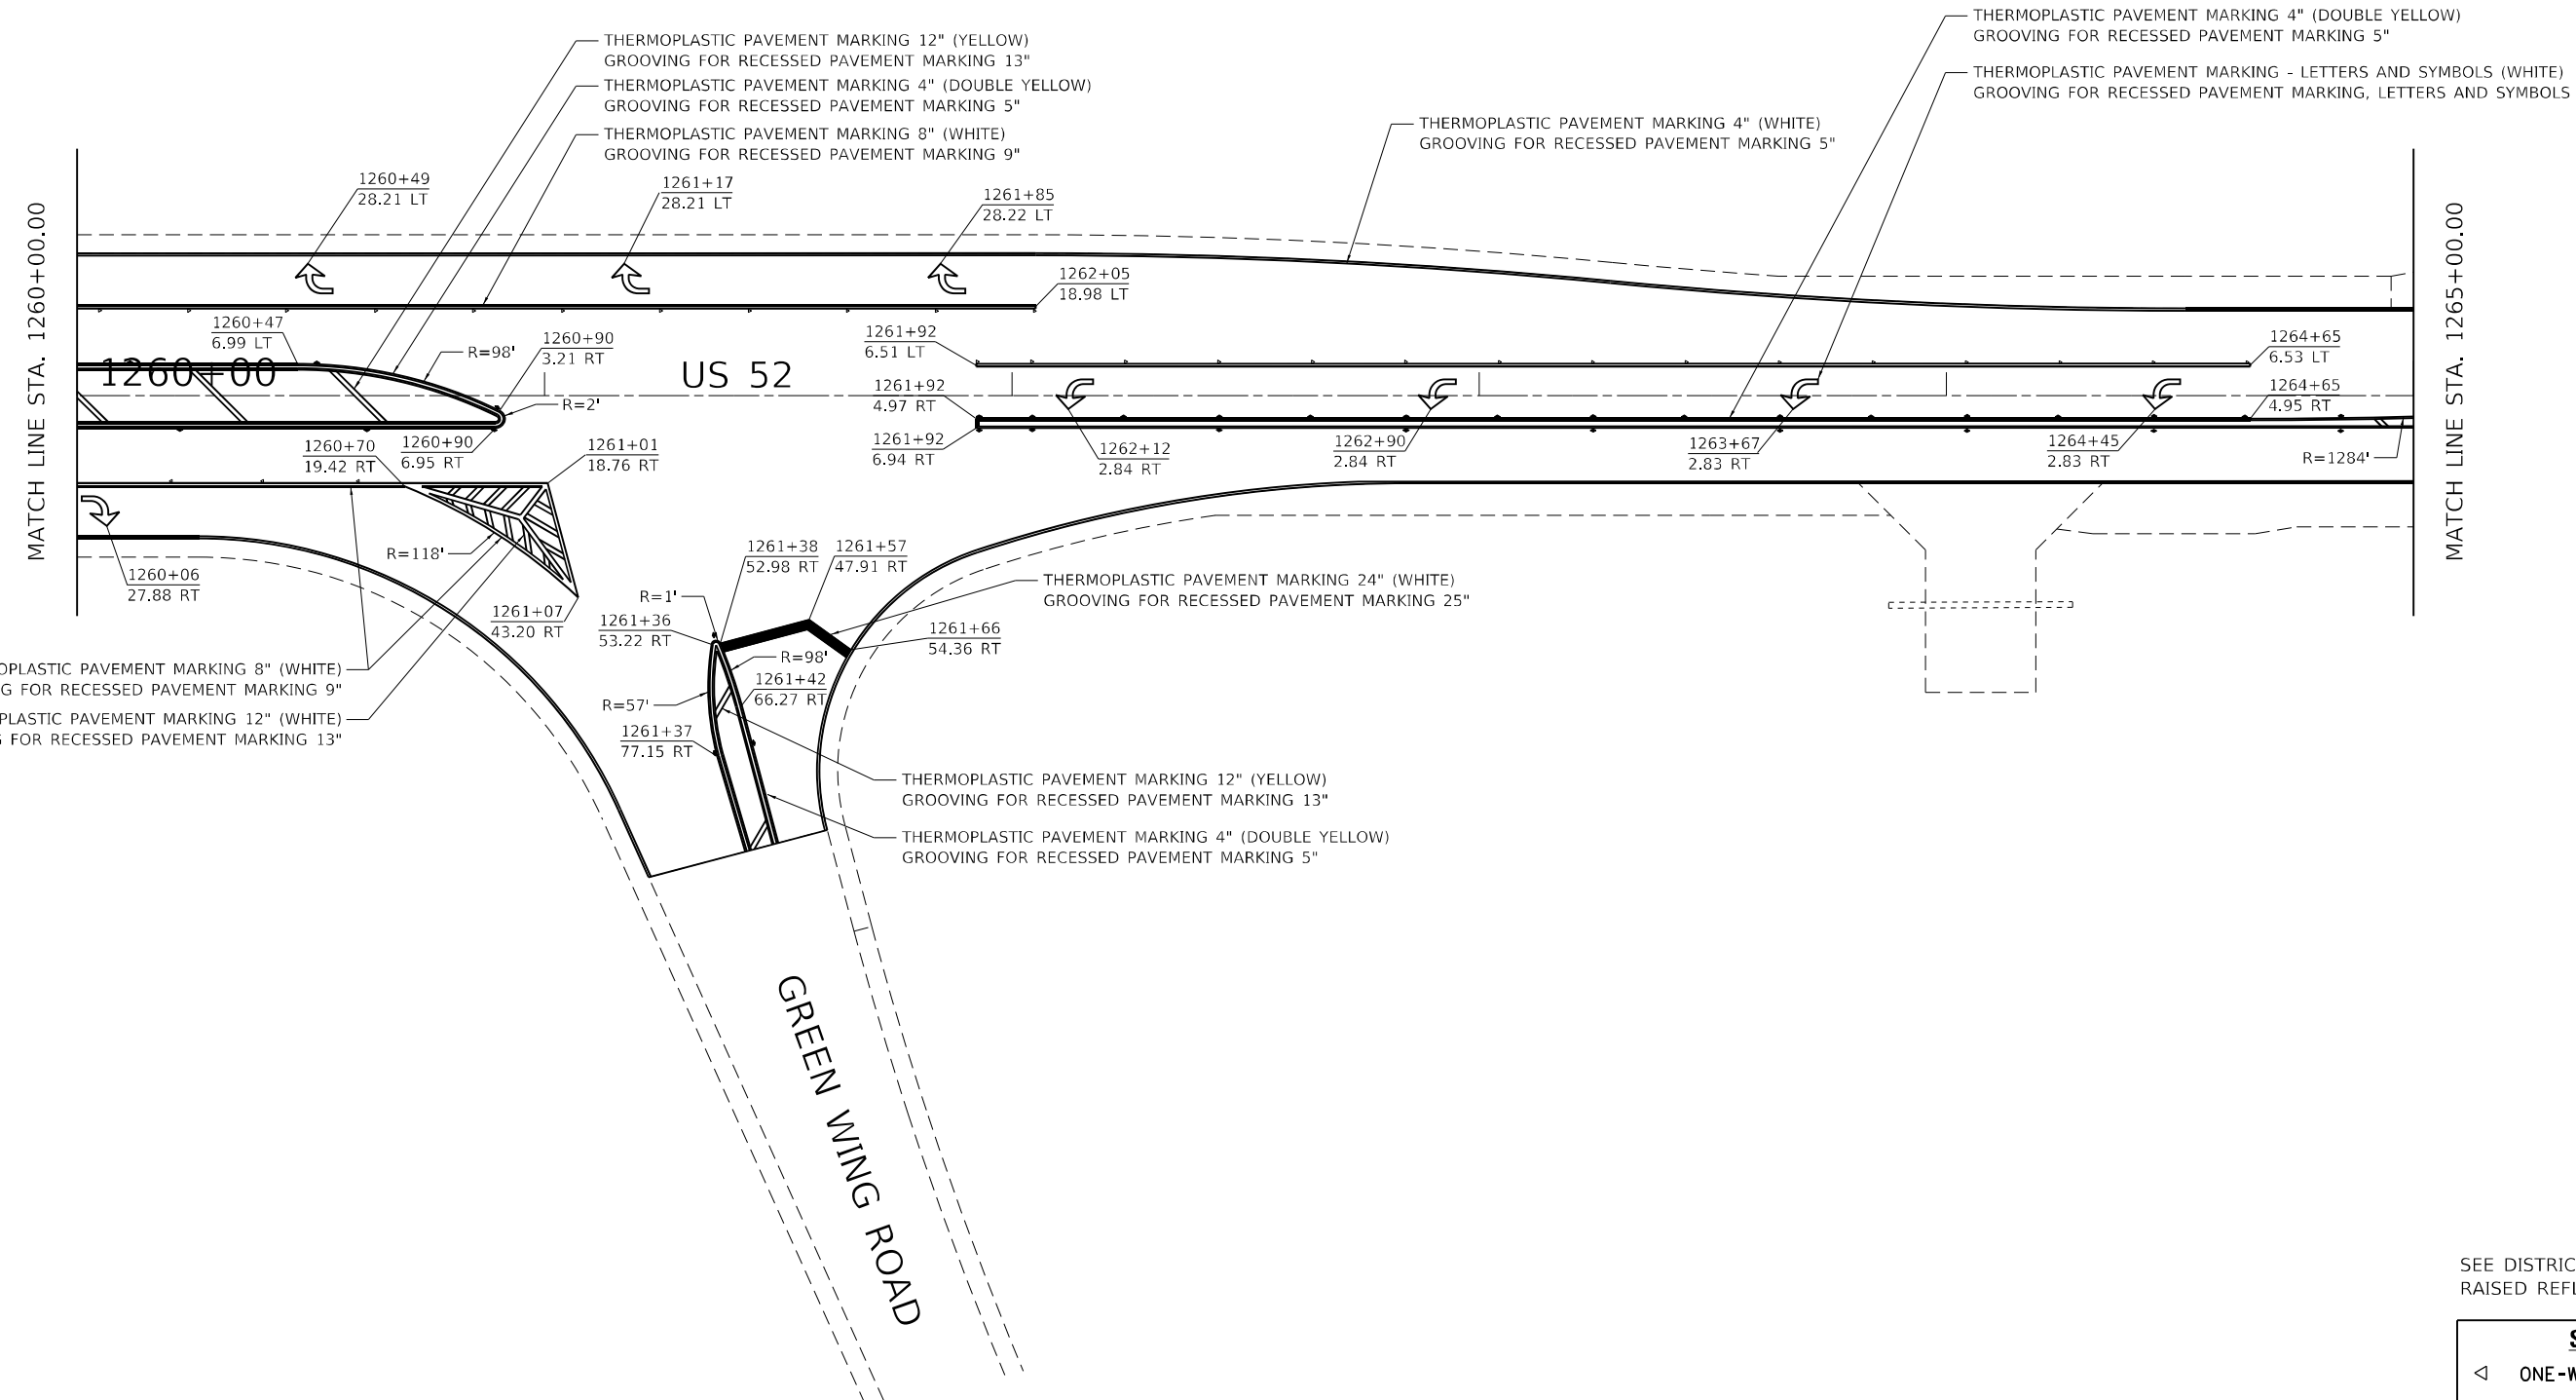 THERMOPLASTIC PAVEMENT MARKING 12" (YELLOW)
GROOVING FOR RECESSED PAVEMENT MARKING 13"
THERMOPLASTIC PAVEMENT MARKING 4" (DOUBLE YELLOW)
GROOVING FOR RECESSED PAVEMENT MARKING 5"
THERMOPLASTIC PAVEMENT MARKING 8" (WHITE)
GROOVING FOR RECESSED PAVEMENT MARKING 9"
THERMOPLASTIC PAVEMENT MARKING 4" (DOUBLE YELLOW)
GROOVING FOR RECESSED PAVEMENT MARKING 5"
THERMOPLASTIC PAVEMENT MARKING - LETTERS AND SYMBOLS (WHITE)
GROOVING FOR RECESSED PAVEMENT MARKING, LETTERS AND SYMBOLS
THERMOPLASTIC PAVEMENT MARKING 4" (WHITE)
GROOVING FOR RECESSED PAVEMENT MARKING 5"
MATCH LINE STA. 1260+00.00
MATCH LINE STA. 1265+00.00
1260+49
28.21 LT
1261+17
28.21 LT
1261+85
28.22 LT
1262+05
18.98 LT
1260+47
6.99 LT
1260+00
R=98'
1260+90
3.21 RT
R=2'
US 52
1261+92
6.51 LT
1261+92
4.97 RT
1261+92
6.94 RT
1264+65
6.53 LT
1264+65
4.95 RT
1260+70
19.42 RT
1260+90
6.95 RT
1261+01
18.76 RT
1262+12
2.84 RT
1262+90
2.84 RT
1263+67
2.83 RT
1264+45
2.83 RT
R=1284'
1260+06
27.88 RT
R=118'
1261+07
43.20 RT
1261+38
52.98 RT
1261+57
47.91 RT
R=1'
1261+36
53.22 RT
THERMOPLASTIC PAVEMENT MARKING 24" (WHITE)
GROOVING FOR RECESSED PAVEMENT MARKING 25"
1261+66
54.36 RT
R=98'
1261+42
66.27 RT
R=57'
1261+37
77.15 RT
OPLASTIC PAVEMENT MARKING 8" (WHITE)
G FOR RECESSED PAVEMENT MARKING 9"
PLASTIC PAVEMENT MARKING 12" (WHITE)
G FOR RECESSED PAVEMENT MARKING 13"
THERMOPLASTIC PAVEMENT MARKING 12" (YELLOW)
GROOVING FOR RECESSED PAVEMENT MARKING 13"
THERMOPLASTIC PAVEMENT MARKING 4" (DOUBLE YELLOW)
GROOVING FOR RECESSED PAVEMENT MARKING 5"
GREEN WING ROAD
SEE DISTRIC
RAISED REFL
S
ONE-W